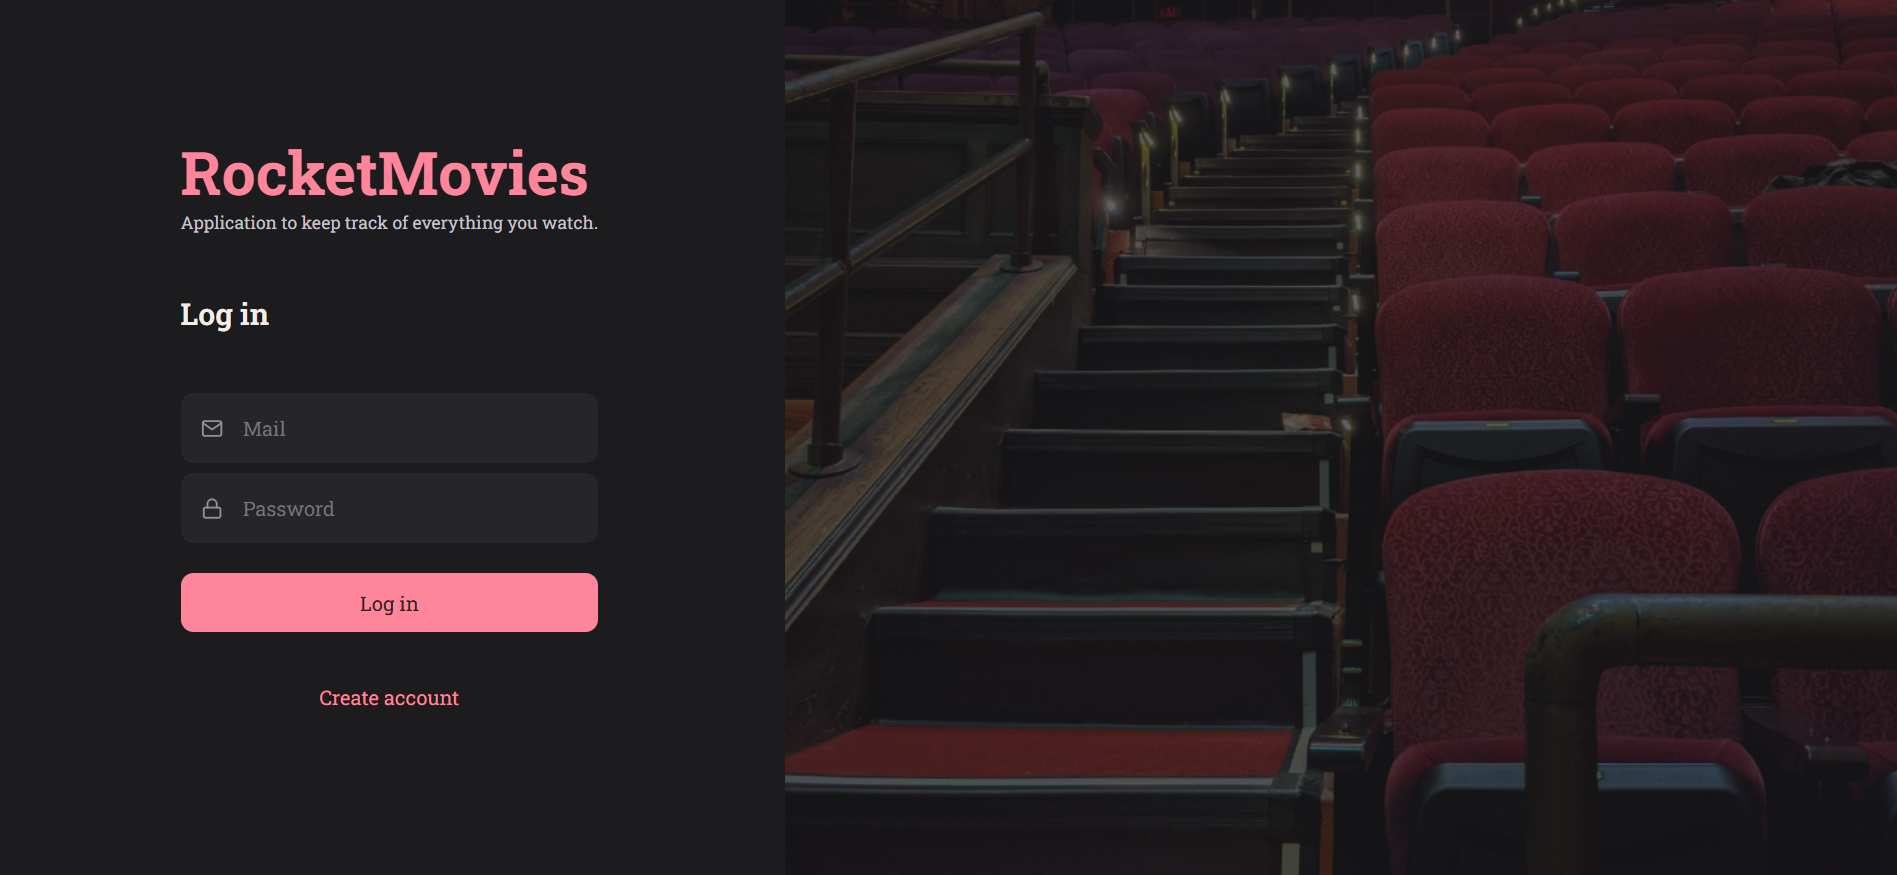 RocketMovies
Application to keep track of everything you watch.
Log in
Mail
Password
Log in
Create account